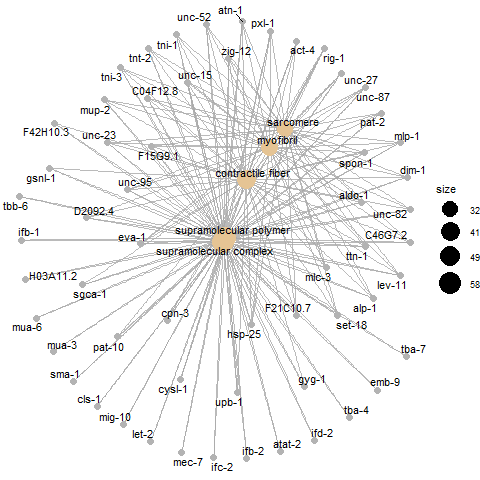 atn-1
unc-52
pxl-1
tni-1
act-4
zig-12
tnt-2
rig-1
tni-3
unc-15
unc-27
C04F12.8
unc-87
mup-2
pat-2
sarcomere
F42H10.3
unc-23
myofibril
mlp-1
F15G9.1
spon-1
gsnl-1
contractile fiber
dim-1
unc-95
size
tbb-6
aldo-1
32
D2092.4
unc-82
supramolecular polymer
41
ifb-1
eva-1
C46G7.2
supramolecular complex
ttn-1
49
H03A11.2
mlc-3
58
sgca-1
lev-11
F21C10.7
alp-1
mua-6
con-3
set-18
hsp-25
mua-3
pat-10
tba-7
sma-1
gyg-1
emb-9
cysl-1
cls-1
upb-1
mig-10
tba-4
let-2
ifd-2
mec-7
ifb-2
atat-2
ifc-2